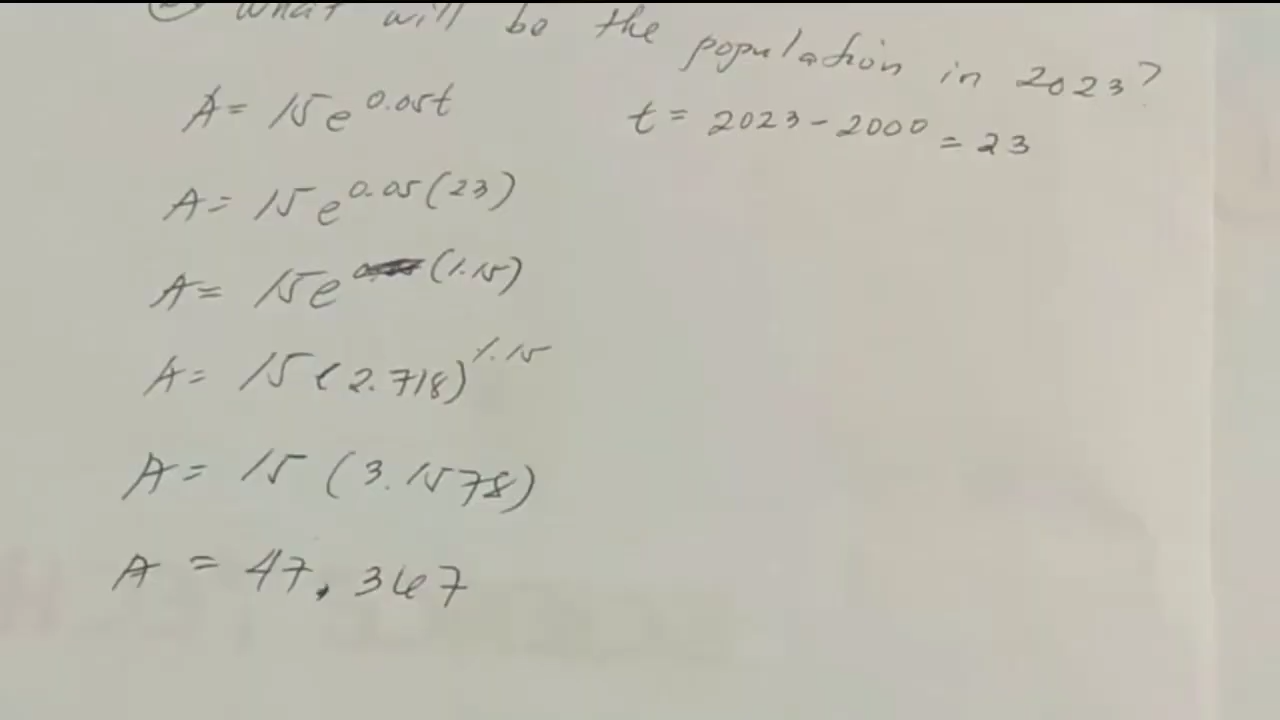 ② What will be the population in 2023?
A = 15e^0.05t
t = 2023 - 2000 = 23
A = 15e^0.05(23)
A = 15e^(1.15)
A = 15(2.718)^1.15
A = 15 (3.1578)
A = 47.367